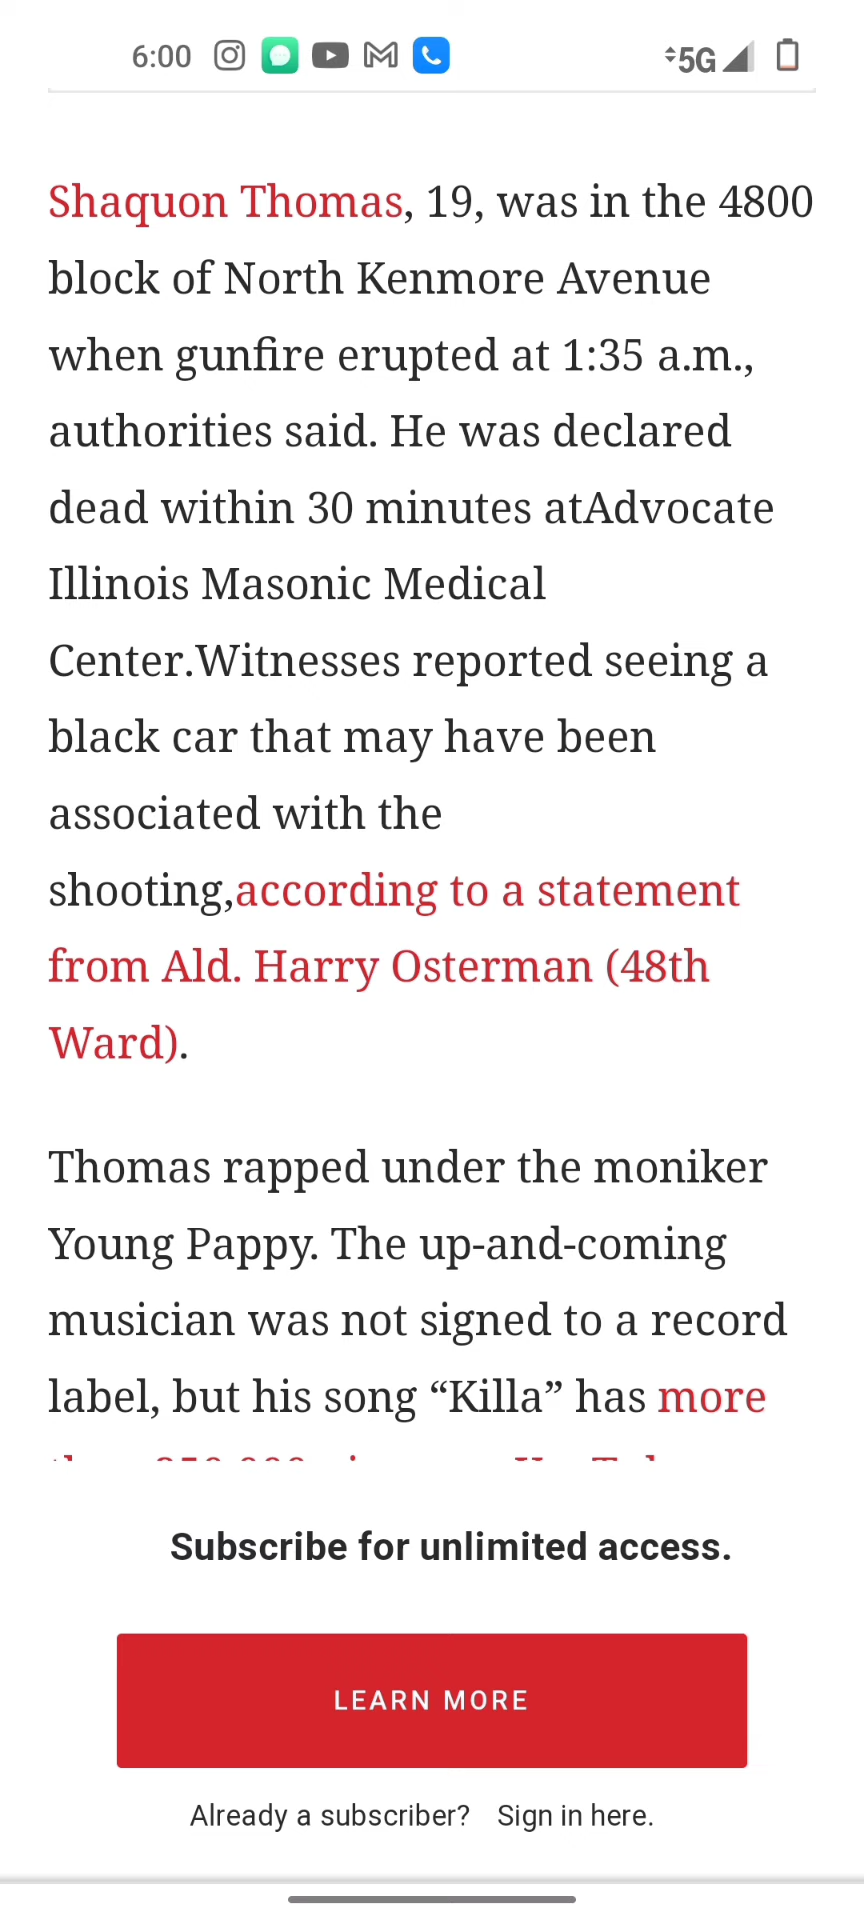 6:00 5G
Shaquon Thomas, 19, was in the 4800
block of North Kenmore Avenue
when gunfire erupted at 1:35 a.m.,
authorities said. He was declared
dead within 30 minutes atAdvocate
Illinois Masonic Medical
Center.Witnesses reported seeing a
black car that may have been
associated with the
shooting,according to a statement
from Ald. Harry Osterman (48th
Ward).
Thomas rapped under the moniker
Young Pappy. The up-and-coming
musician was not signed to a record
label, but his song “Killa” has more
Subscribe for unlimited access.
LEARN MORE
Already a subscriber? Sign in here.